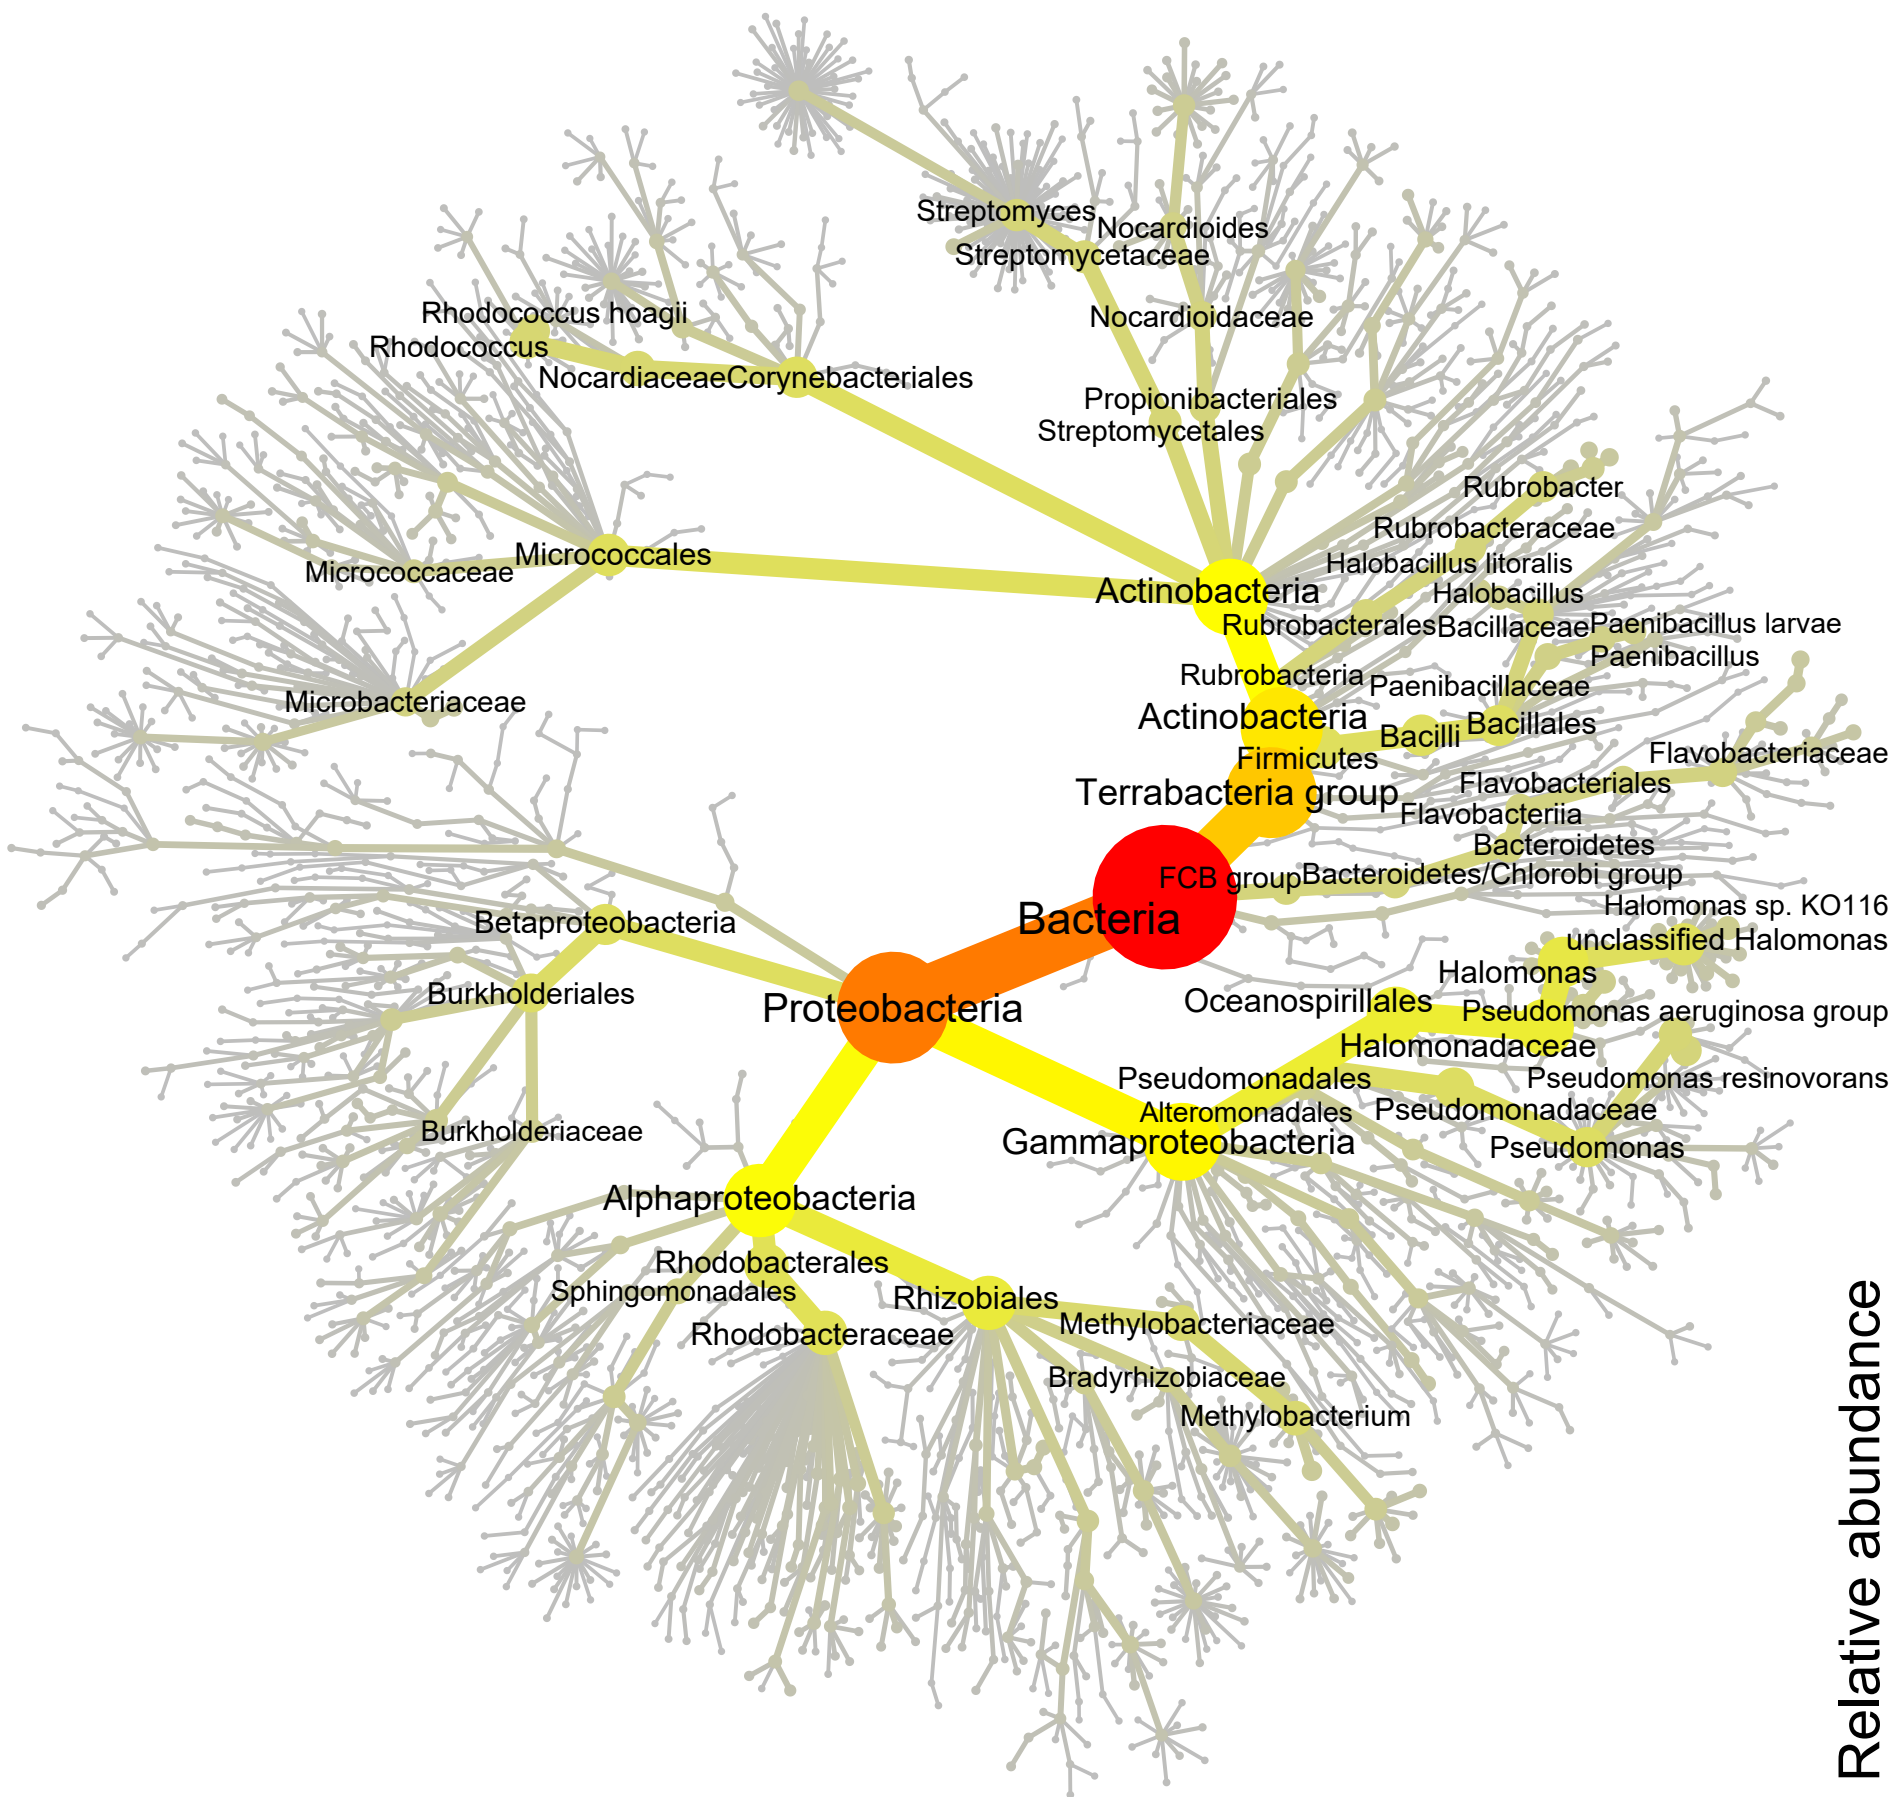 Streptomyces
Nocardioides
Streptomycetaceae
Rhodococcus hoagii
Nocardioidaceae
Rhodococcus
NocardiaceaeCorynebacteriales
Propionibacteriales
Streptomycetales
Rubrobacter
Rubrobacteraceae
Micrococcales
Halobacillus litoralis
Micrococcaceae
Actinobacteria
Halobacillus
Rubrobacterales
Bacillaceae
Paenibacillus larvae
Paenibacillus
Rubrobacteria
Paenibacillaceae
Microbacteriaceae
Actinobacteria
Bacillales
Bacilli
Firmicutes
Flavobacteriaceae
Flavobacteriales
Terrabacteria group
Flavobacteriia
Bacteroidetes
FCB group
Bacteroidetes/Chlorobi group
Halomonas sp. KO116
Bacteria
Betaproteobacteria
unclassified Halomonas
Halomonas
Burkholderiales
Oceanospirillales
Proteobacteria
Pseudomonas aeruginosa group
Halomonadaceae
Pseudomonadales
Pseudomonas resinovorans
Alteromonadales
Pseudomonadaceae
Burkholderiaceae
Gammaproteobacteria
Pseudomonas
Alphaproteobacteria
Rhodobacterales
Sphingomonadales
Rhizobiales
Methylobacteriaceae
Rhodobacteraceae
Bradyrhizobiaceae
Methylobacterium
Relative abundance